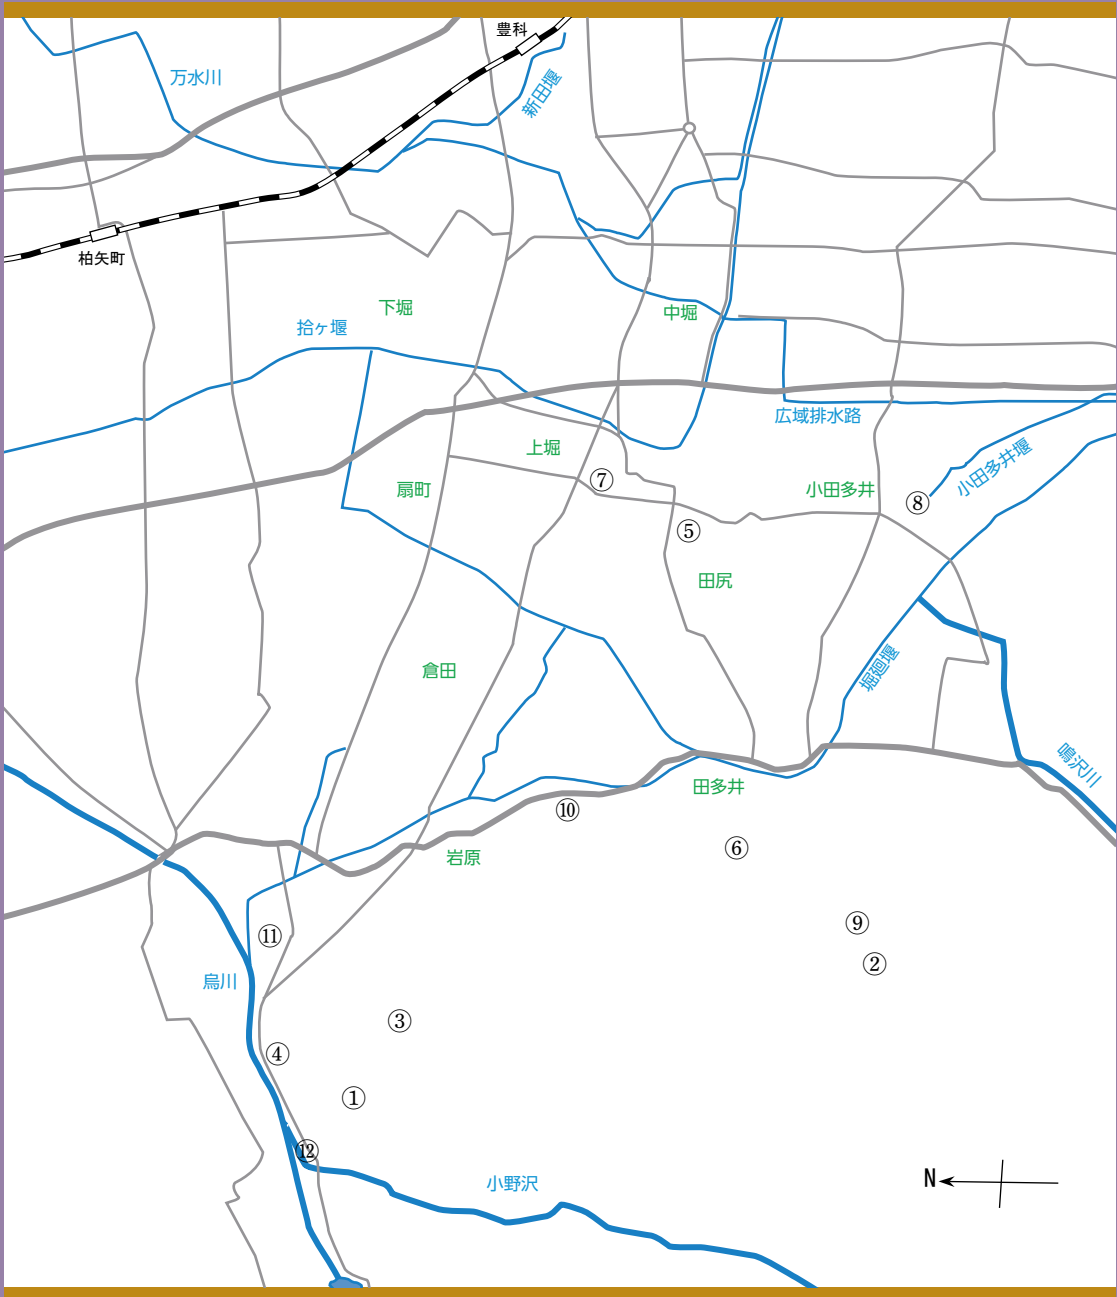 豊科
万水川
新田堰
柏矢町
下堀
中堀
拾ヶ堰
広域排水路
上堀
小田多井堰
扇町
⑦
小田多井
⑧
⑤
田尻
倉田
堀廻堰
鳴沢川
田多井
⑩
岩原
⑥
⑨
⑪
②
烏川
③
④
①
⑫
小野沢
N